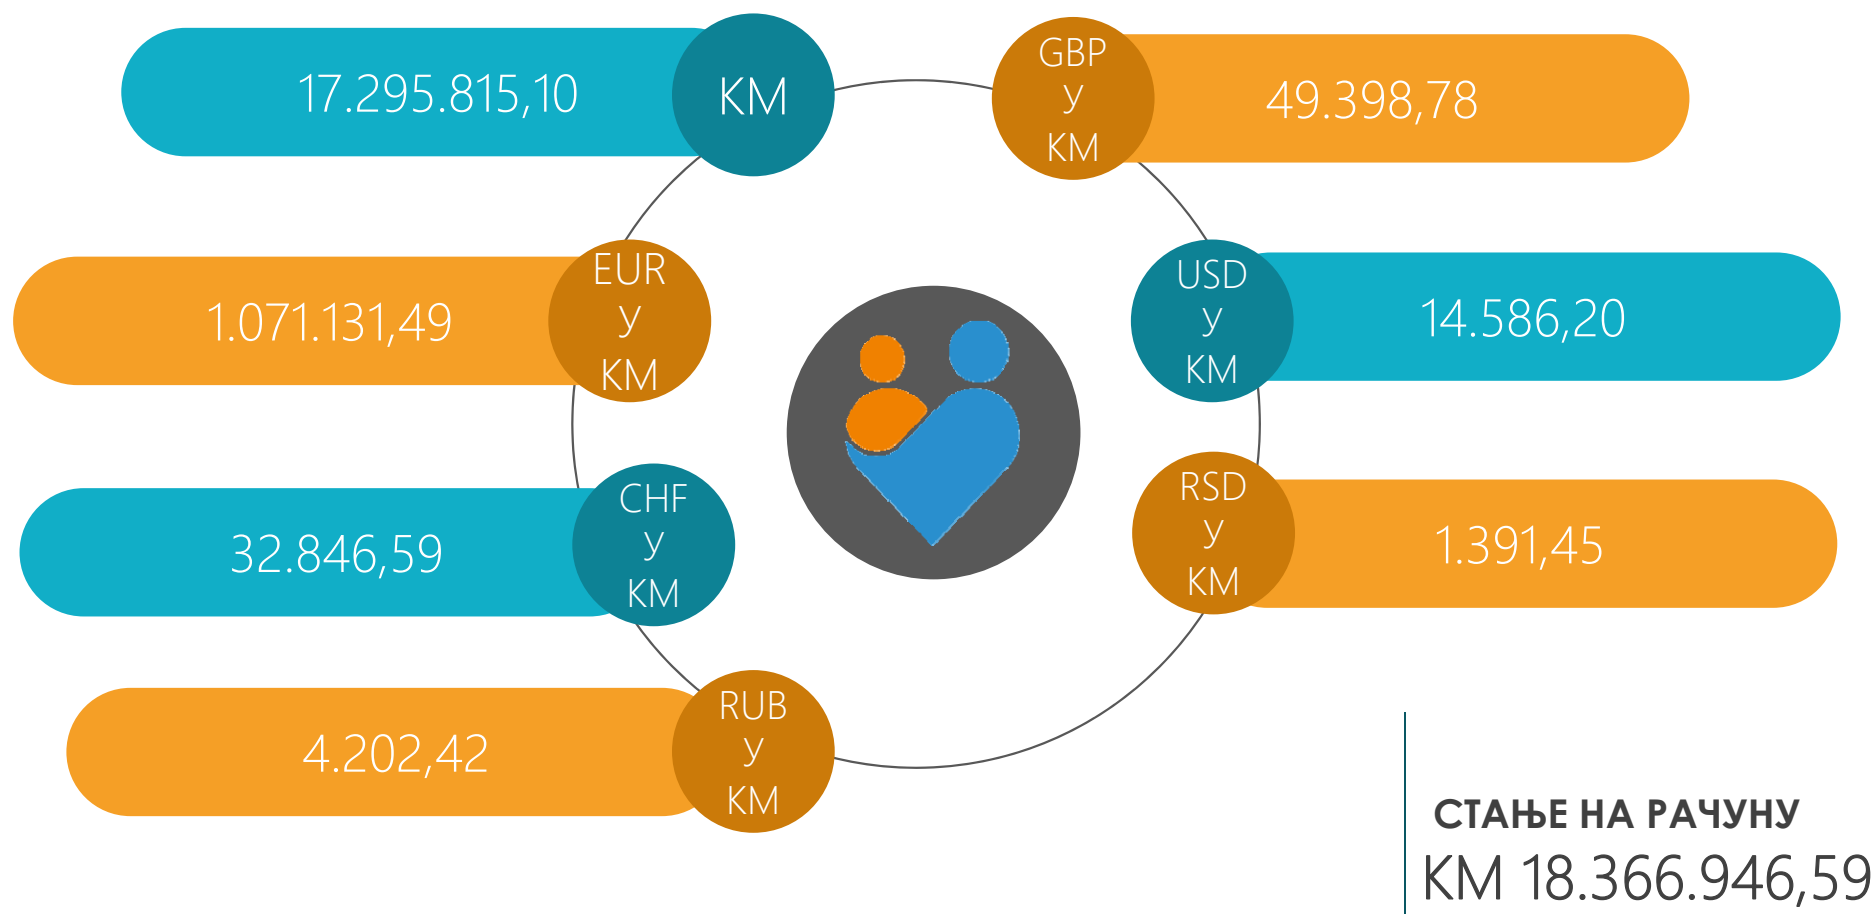 17.295.815,10
КМ
GBP
у
КМ
49.398,78
1.071.131,49
EUR
у
КМ
USD
у
КМ
14.586,20
32.846,59
CHF
у
КМ
RSD
у
КМ
1.391,45
4.202,42
RUB
у
КМ
СТАЊЕ НА РАЧУНУ
КМ 18.366.946,59